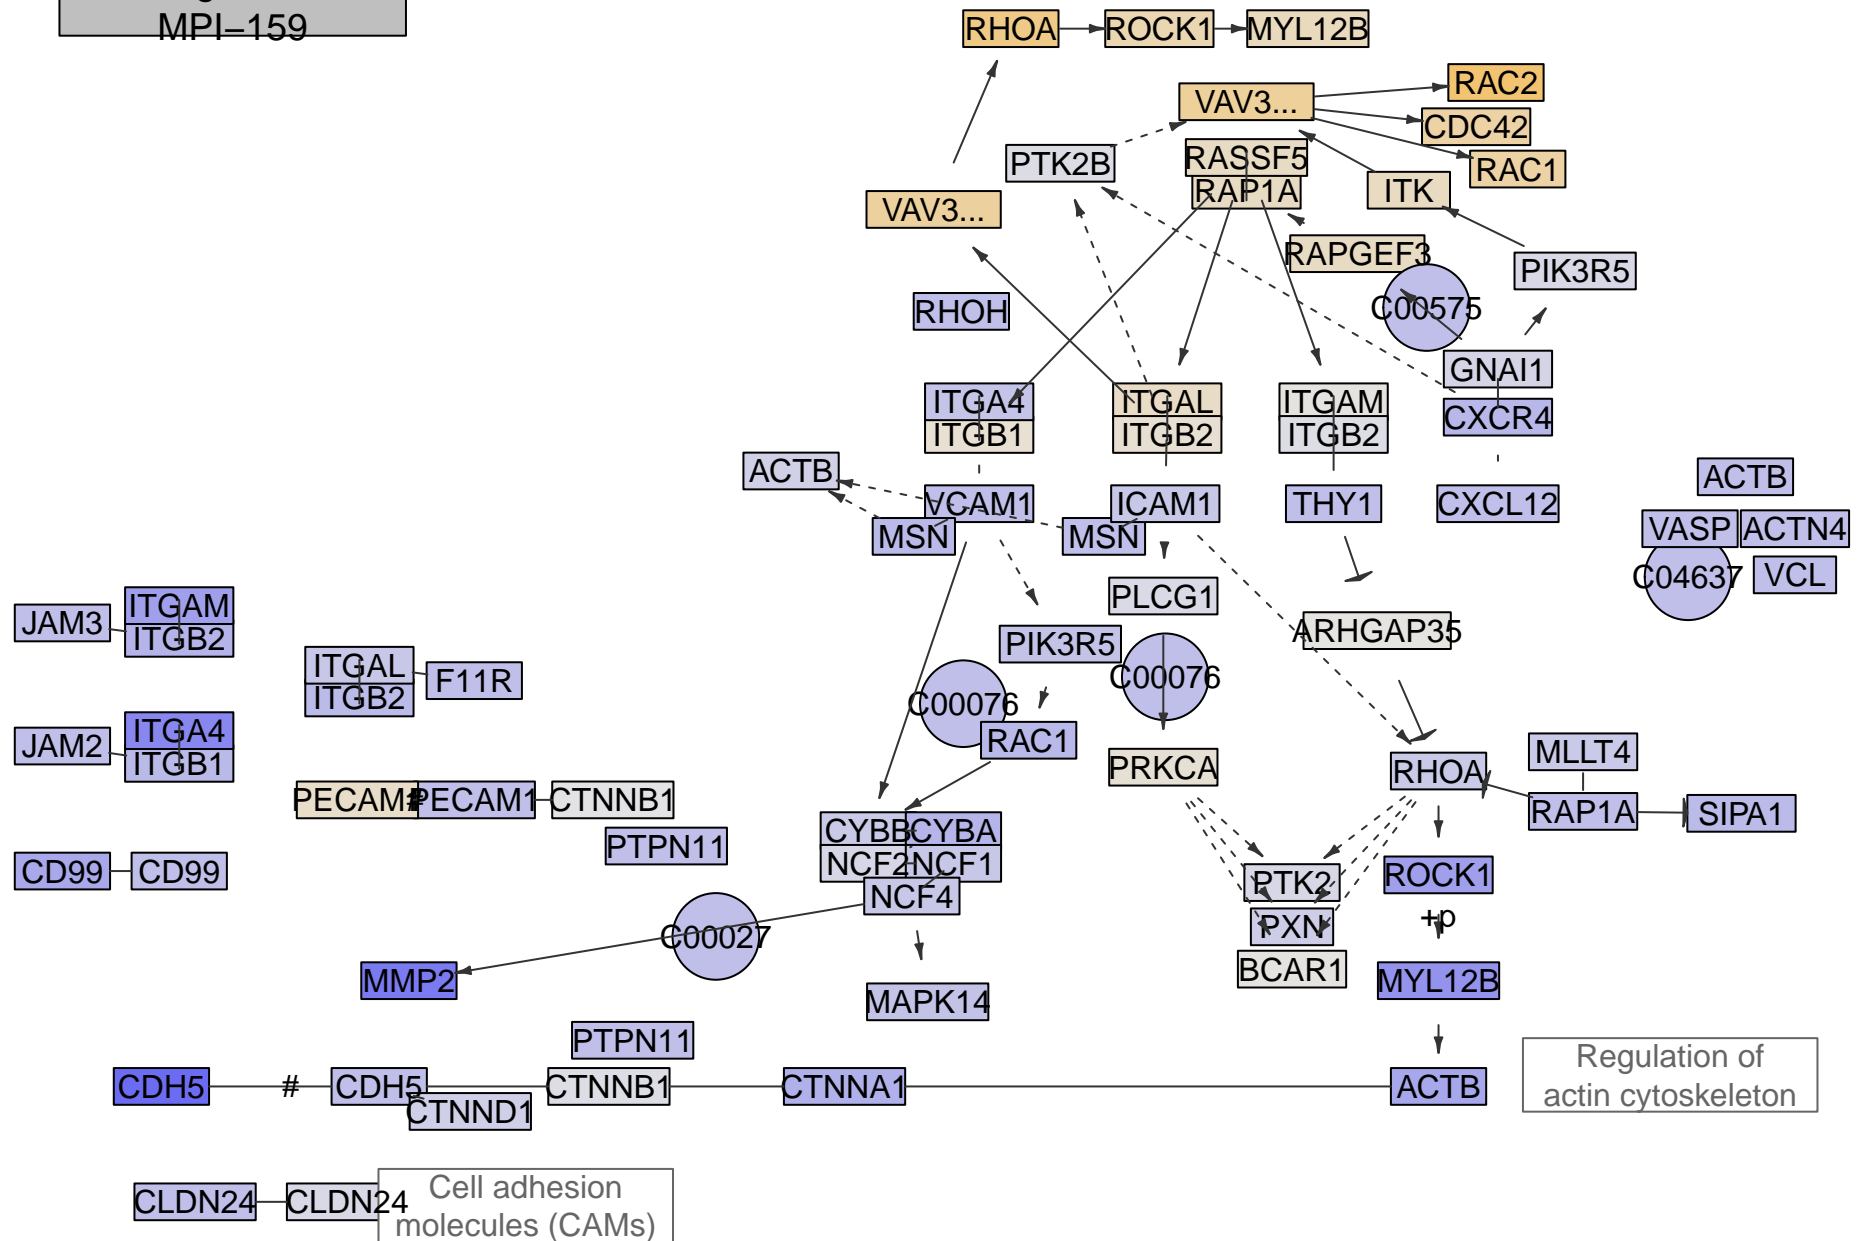 MPI–159
RHOA
ROCK1
MYL12B
RAC2
VAV3...
CDC42
RASSF5
PTK2B
RAC1
RAP1A
ITK
VAV3...
RAPGEF3
PIK3R5
RHOH
C00575
GNAI1
ITGA4
ITGAL
ITGAM
CXCR4
ITGB1
ITGB2
ITGB2
ACTB
ACTB
VCAM1
ICAM1
THY1
CXCL12
MSN
MSN
VASP
ACTN4
C04637
VCL
PLCG1
ITGAM
JAM3
ITGB2
ARHGAP35
PIK3R5
ITGAL
F11R
ITGB2
C00076
C00076
ITGA4
JAM2
ITGB1
RAC1
MLLT4
PRKCA
RHOA
PECAM1
PECAM1
CTNNB1
RAP1A
SIPA1
CYBB
CYBA
PTPN11
NCF2
NCF1
CD99
CD99
NCF4
PTK2
ROCK1
+p
PXN
C00027
BCAR1
MMP2
MYL12B
MAPK14
PTPN11
Regulation of
actin cytoskeleton
CDH5
#
CDH5
CTNNB1
CTNNA1
ACTB
CTNND1
CLDN24
CLDN24
Cell adhesion
molecules (CAMs)